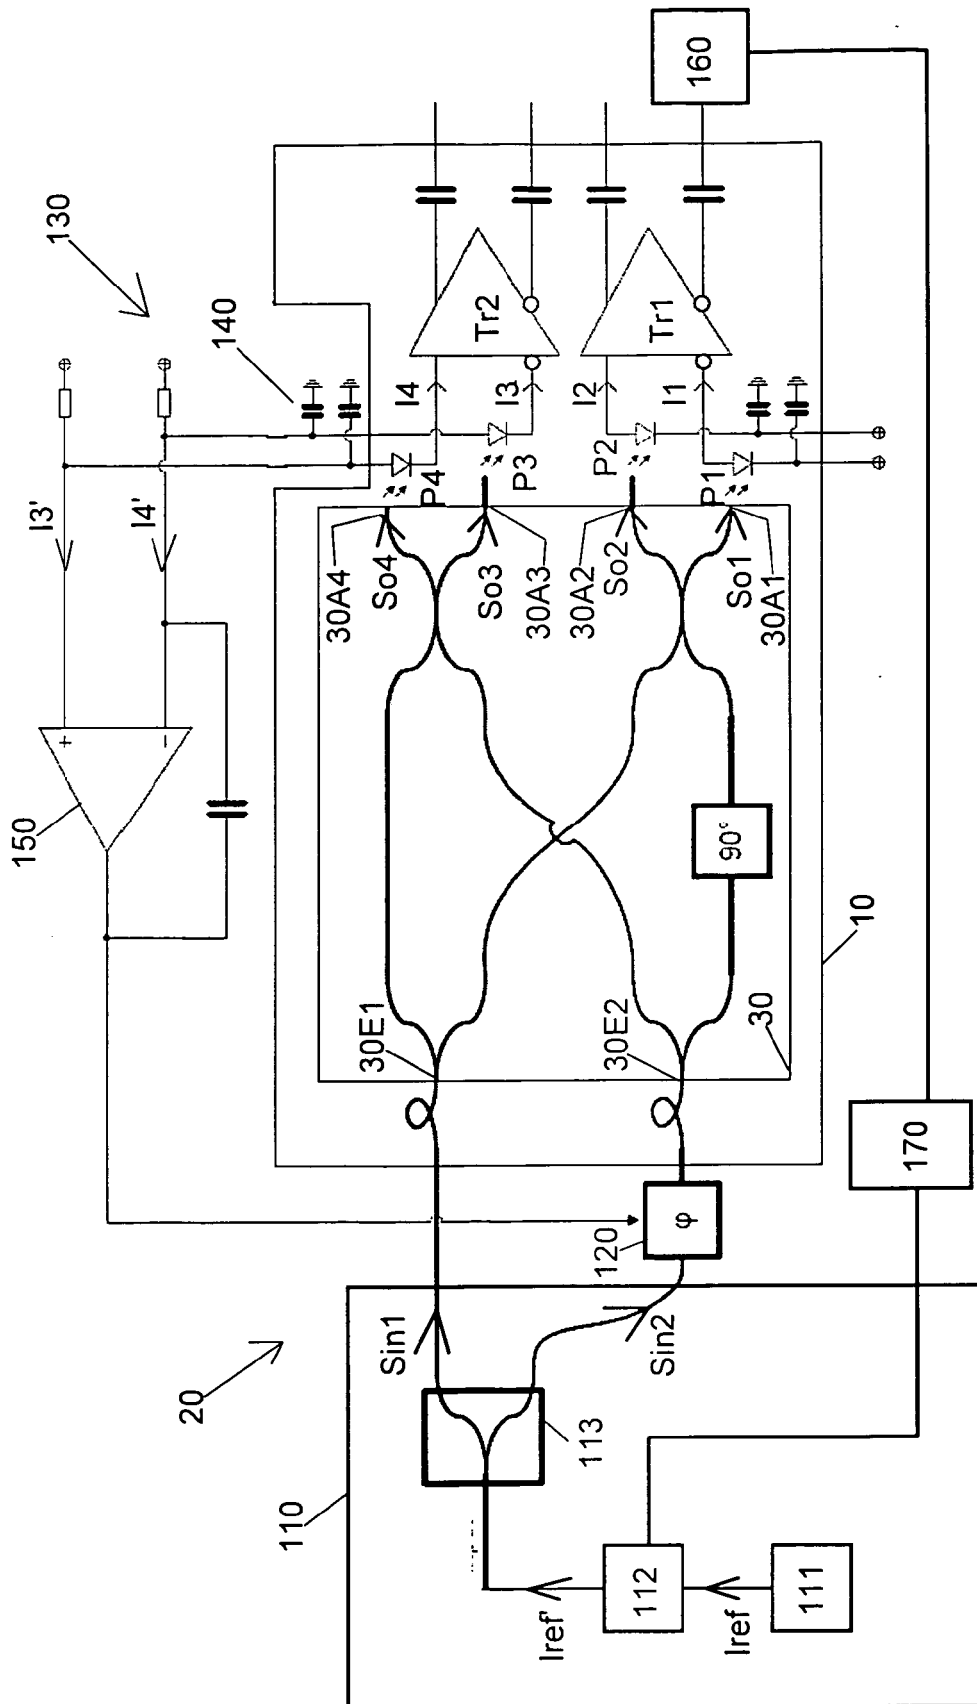 130
140
I3'
I4'
+
-
150
160
Tr2
Tr1
I4
I3
I2
I1
P4
P3
P2
P1
30A4
So4
So3
30A3
30A2
So2
So1
30A1
90°
10
30E1
30E2
30
170
φ
120
20
Sin1
Sin2
113
110
Iref'
112
Iref
111